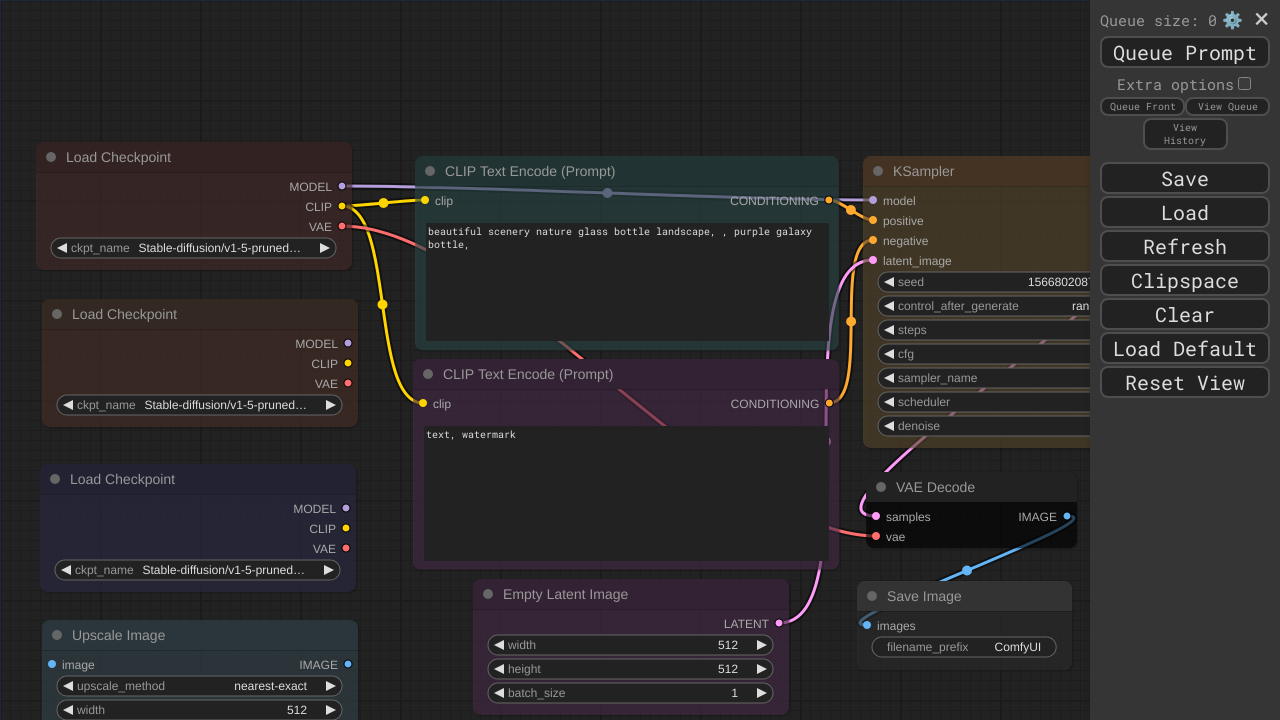 Load Checkpoint
MODEL
CLIP
VAE
ckpt_name Stable-diffusion/v1-5-pruned…
Load Checkpoint
MODEL
CLIP
VAE
ckpt_name Stable-diffusion/v1-5-pruned…
Load Checkpoint
MODEL
CLIP
VAE
ckpt_name Stable-diffusion/v1-5-pruned…
Upscale Image
image IMAGE
upscale_method nearest-exact
width 512
CLIP Text Encode (Prompt)
clip CONDITIONING
beautiful scenery nature glass bottle landscape, , purple galaxy
bottle,
CLIP Text Encode (Prompt)
clip CONDITIONING
text, watermark
Empty Latent Image
LATENT
width 512
height 512
batch_size 1
KSampler
model
positive
negative
latent_image
seed 156680208
control_after_generate ran
steps
cfg
sampler_name
scheduler
denoise
VAE Decode
samples IMAGE
vae
Save Image
images
filename_prefix ComfyUI
Queue size: 0
Queue Prompt
Extra options
Queue Front View Queue
View
History
Save
Load
Refresh
Clipspace
Clear
Load Default
Reset View